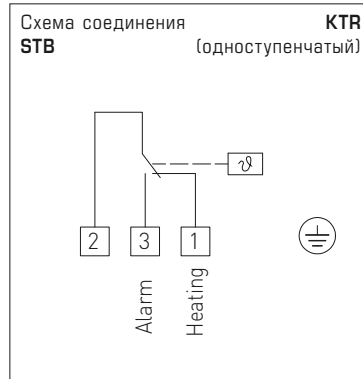 Схема соединения KTR
STB (одноступенчатый)
ϑ
2 3 1
Alarm
Heating